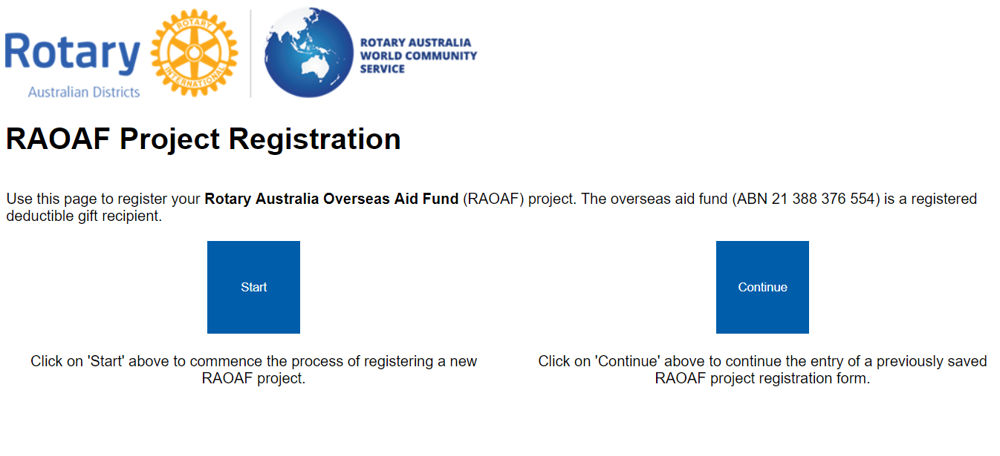 Rotary
Australian Districts
ROTARY
INTERNATIONAL
ROTARY AUSTRALIA
WORLD COMMUNITY
SERVICE
RAOAF Project Registration
Use this page to register your Rotary Australia Overseas Aid Fund (RAOAF) project. The overseas aid fund (ABN 21 388 376 554) is a registered
deductible gift recipient.
Start
Continue
Click on 'Start' above to commence the process of registering a new
RAOAF project.
Click on 'Continue' above to continue the entry of a previously saved
RAOAF project registration form.